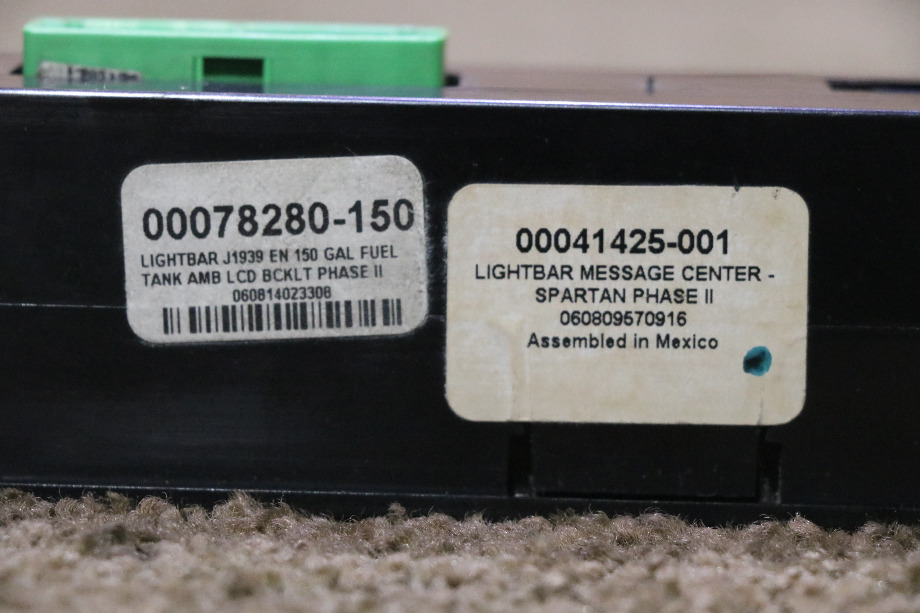 00078280-150
LIGHTBAR J1939 EN 150 GAL FUEL
TANK AMB LCD BCKLT PHASE II
060814023308
00041425-001
LIGHTBAR MESSAGE CENTER -
SPARTAN PHASE II
060809570916
Assembled in Mexico